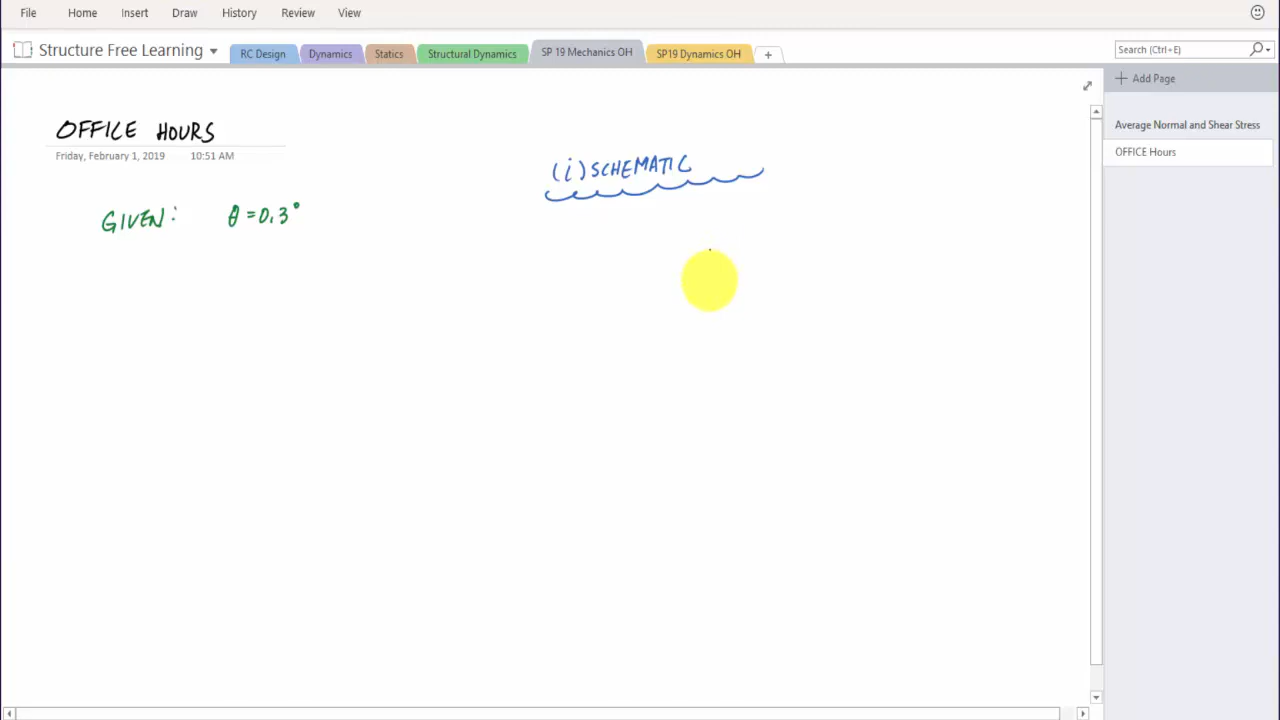 File Home Insert Draw History Review View
Structure Free Learning RC Design Dynamics Statics Structural Dynamics SP 19 Mechanics OH SP19 Dynamics OH + Search (Ctrl+E)
Add Page
OFFICE HOURS
Friday, February 1, 2019 10:51 AM
Average Normal and Shear Stress
OFFICE Hours
(i) SCHEMATIC
GIVEN: θ = 0.3°